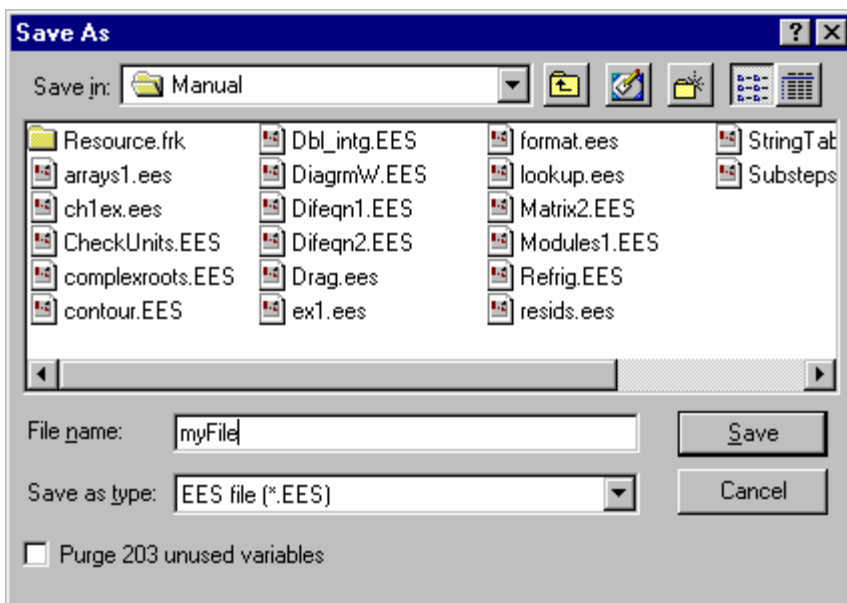 Save As
Save in: Manual
Resource.frk Dbl_intg.EES format.ees StringTab
arrays1.ees DiagrmW.EES lookup.ees Substeps
ch1ex.ees Difeqn1.EES Matrix2.EES
CheckUnits.EES Difeqn2.EES Modules1.EES
complexroots.EES Drag.ees Refrig.EES
contour.EES ex1.ees resids.ees
File name: myFile Save
Save as type: EES file (*.EES) Cancel
Purge 203 unused variables